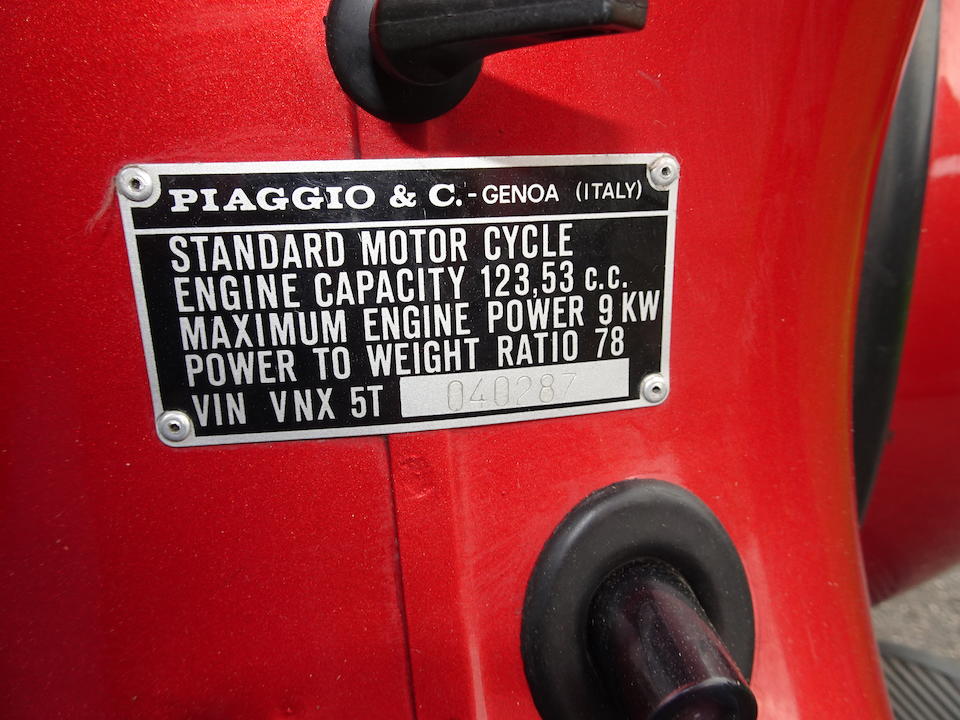 PIAGGIO & C.-GENOA (ITALY)
STANDARD MOTOR CYCLE
ENGINE CAPACITY 123,53 c.c.
MAXIMUM ENGINE POWER 9 KW
POWER TO WEIGHT RATIO 78
VIN VNX 5T 040287